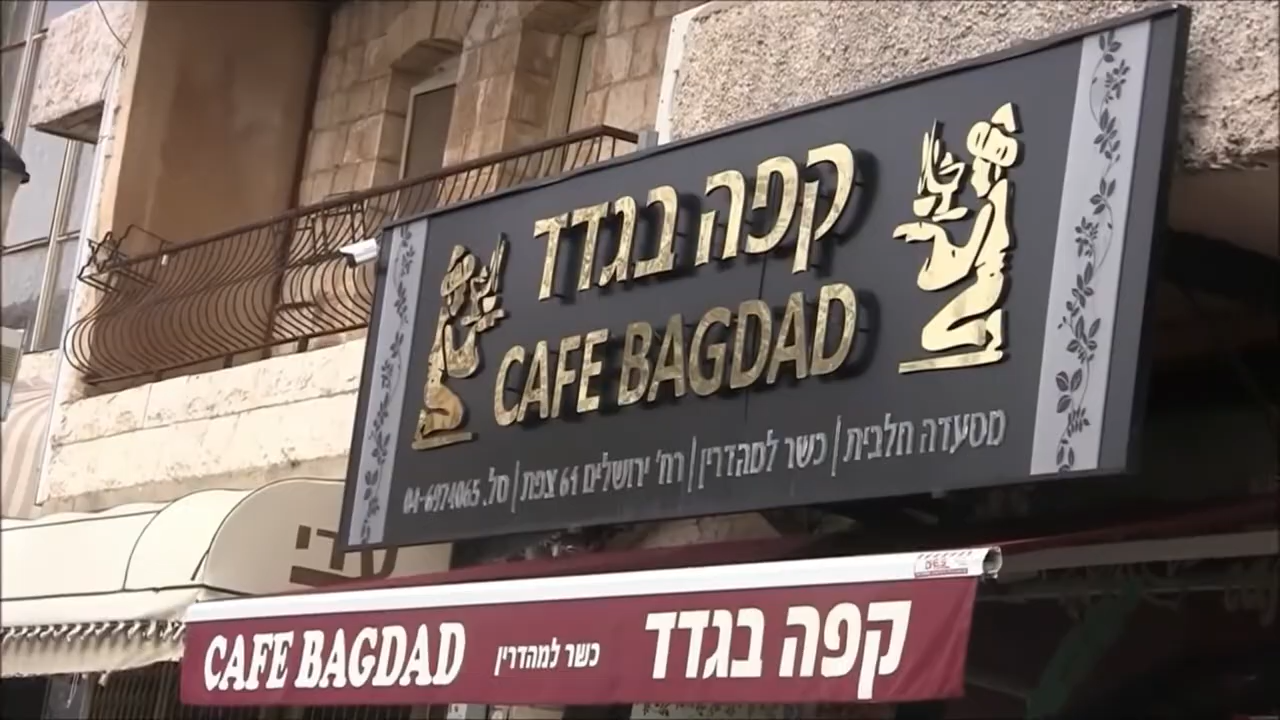 קפה בגדד
CAFE BAGDAD
מסעדה חלבית | כשר למהדרין | רח' ירושלים 61 צפת | טל. 04-6974065
CAFE BAGDAD כשר למהדרין קפה בגדד